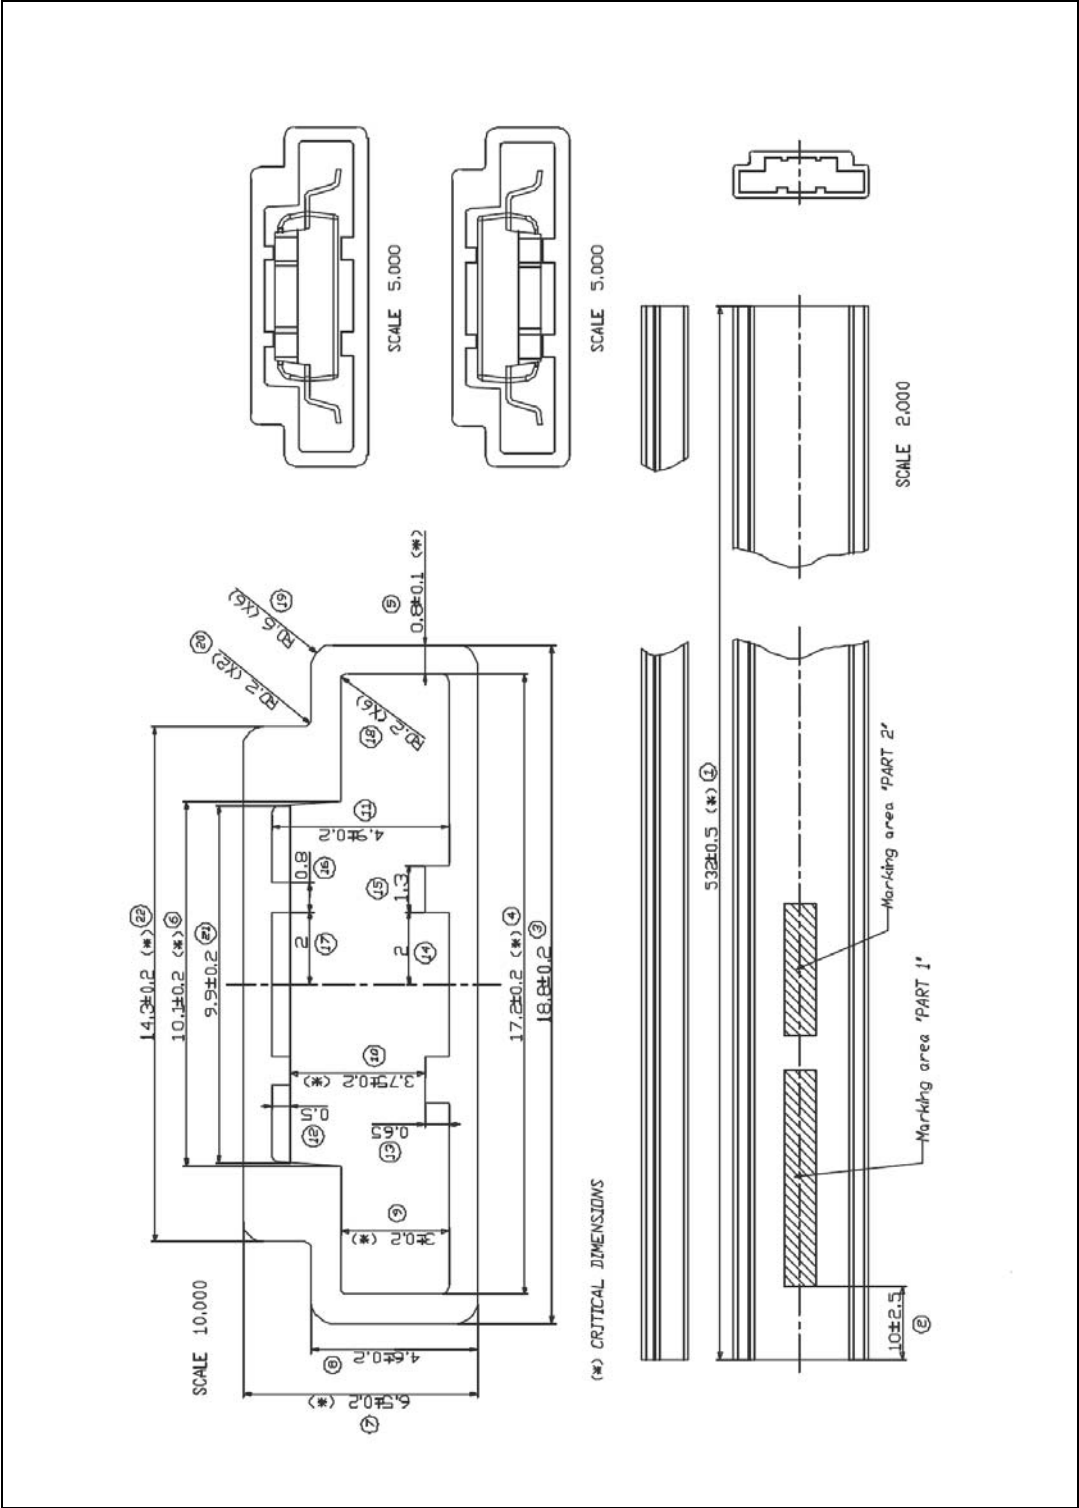 SCALE 5,000
SCALE 5,000
SCALE 2,000
SCALE 10,000
14.3±0.2 (*) 22
10.1±0.2 (*) 6
9.9±0.2 21
R0.2 (X2) 20
R0.6 (X6) 19
0.8±0.1 (*) 5
R0.2 (X6) 18
4.9±0.2 11
0.8 16
2 17
1.3 15
2 14
3.75±0.2 (*) 10
0.5 12
0.65 13
3±0.2 (*) 9
17.2±0.2 (*) 4
18.8±0.2 3
4.6±0.2 8
6.5±0.2 (*) 7
(*) CRITICAL DIMENSIONS
532±0.5 (*) 1
Marking area "PART 2"
Marking area "PART 1"
10±2.5 2